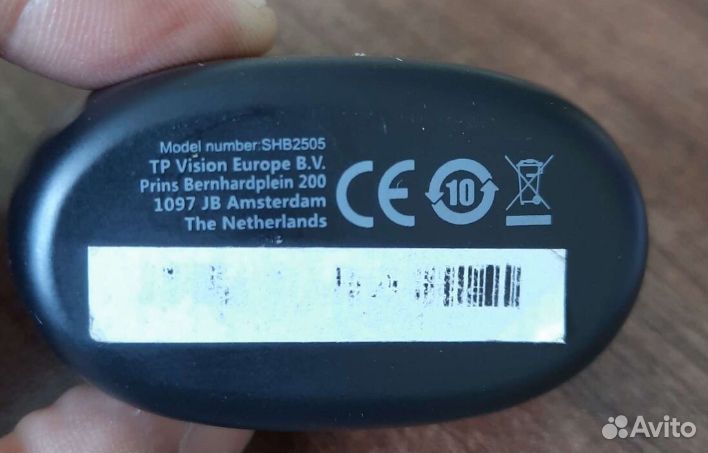 Model number:SHB2505
TP Vision Europe B.V.
Prins Bernhardplein 200
1097 JB Amsterdam
The Netherlands
CE
10
Avito